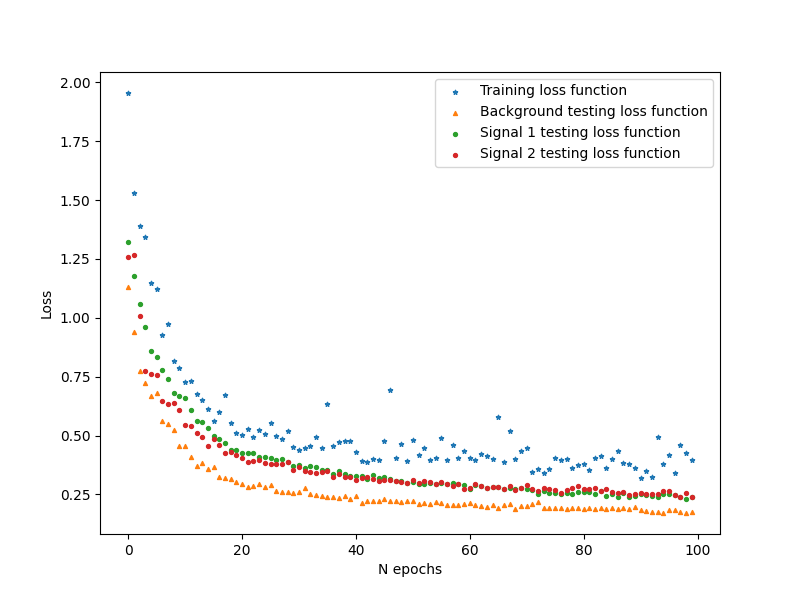 2.00
1.75
1.50
1.25
1.00
0.75
0.50
0.25
Loss
Training loss function
Background testing loss function
Signal 1 testing loss function
Signal 2 testing loss function
0 20 40 60 80 100
N epochs